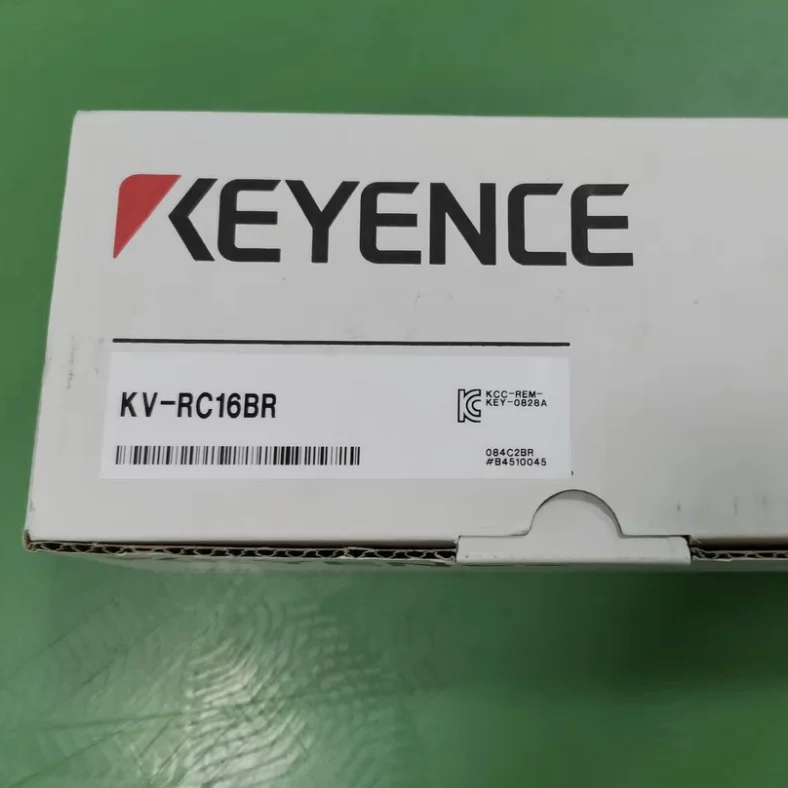 KEYENCE
KV-RC16BR
KCC-REM-
KEY-0828A
084C2BR
#B4510045